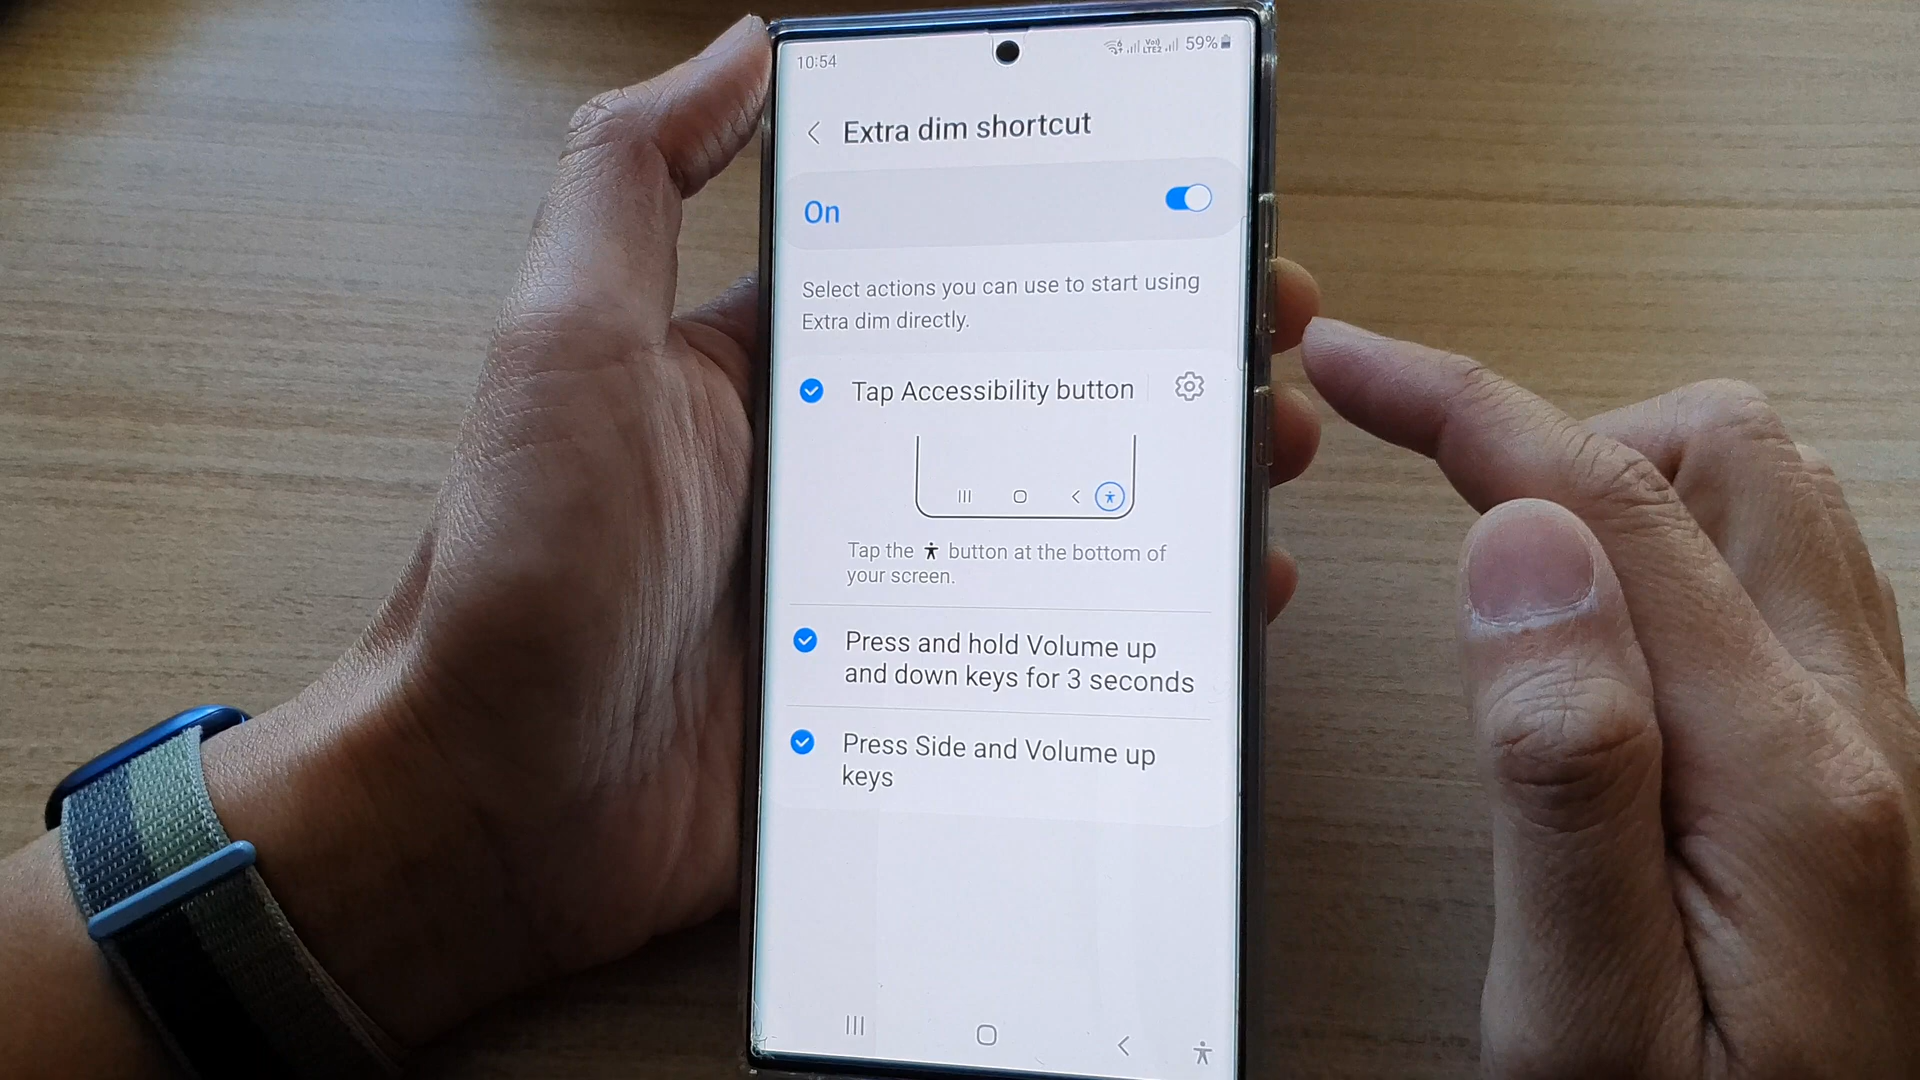 10:54
Vo) LTE2 59%
Extra dim shortcut
On
Select actions you can use to start using
Extra dim directly.
Tap Accessibility button
Tap the button at the bottom of
your screen.
Press and hold Volume up
and down keys for 3 seconds
Press Side and Volume up
keys